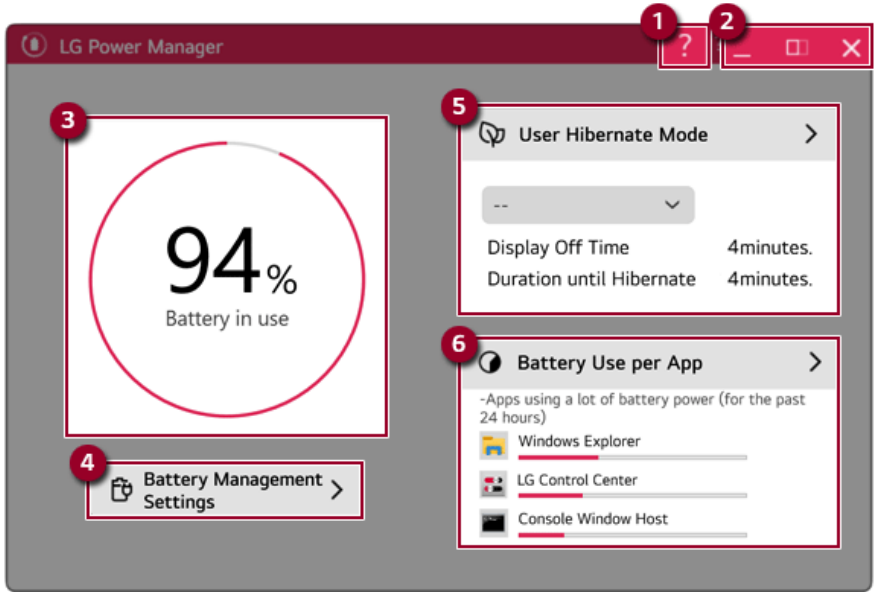 1
2
LG Power Manager
?
3
94%
Battery in use
4
Battery Management
Settings
5
User Hibernate Mode
--
Display Off Time 4minutes.
Duration until Hibernate 4minutes.
6
Battery Use per App
-Apps using a lot of battery power (for the past
24 hours)
Windows Explorer
LG Control Center
Console Window Host